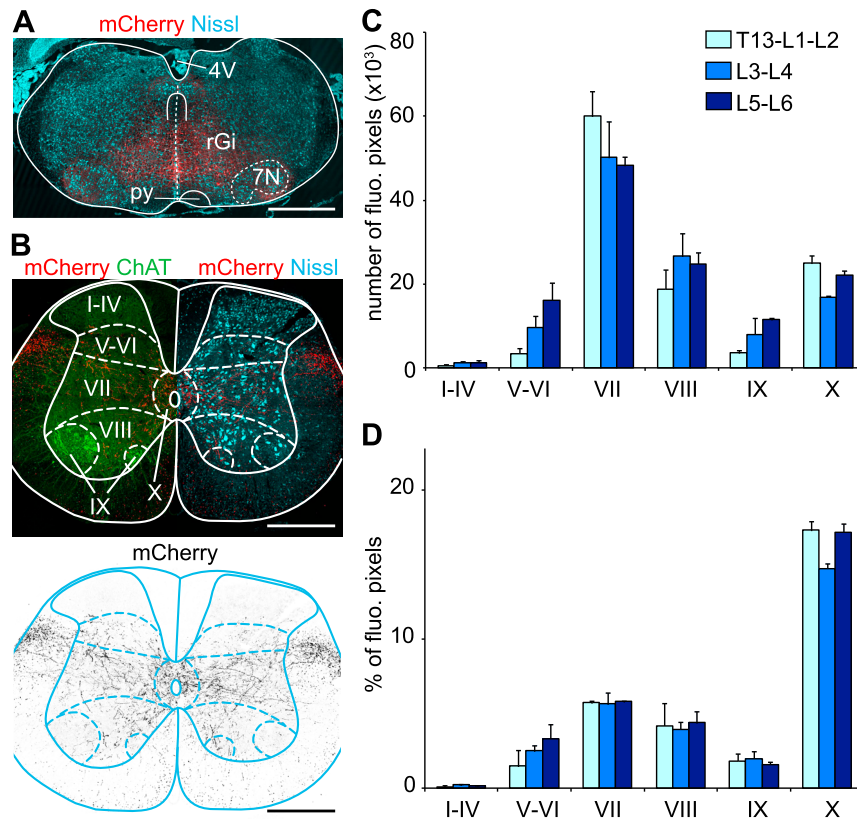 A
mCherry Nissl
4V
rGi
7N
py
B
mCherry ChAT
mCherry Nissl
I-IV
V-VI
VII
VIII
IX
X
mCherry
C
number of fluo. pixels (x10³)
80
60
40
20
0
T13-L1-L2
L3-L4
L5-L6
I-IV V-VI VII VIII IX X
D
% of fluo. pixels
20
10
0
I-IV V-VI VII VIII IX X